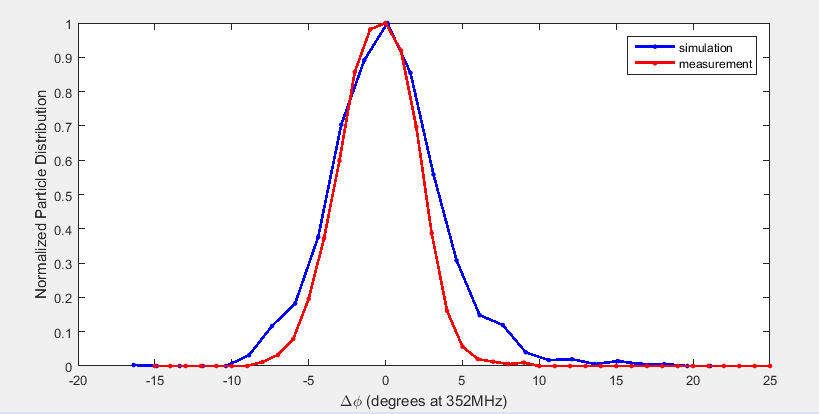 1
0.9
0.8
0.7
0.6
0.5
0.4
0.3
0.2
0.1
0
Normalized Particle Distribution
simulation
measurement
-20 -15 -10 -5 0 5 10 15 20 25
Δϕ (degrees at 352MHz)